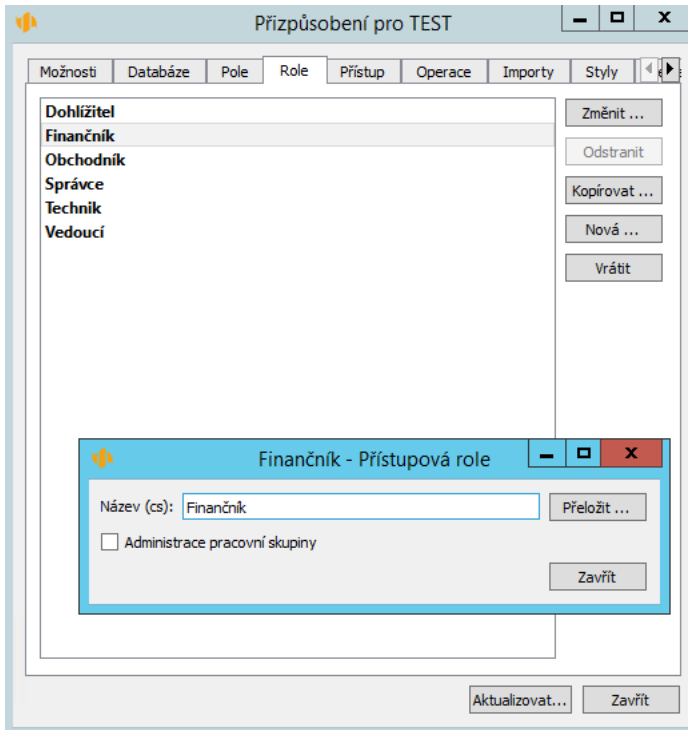 Přizpůsobení pro TEST
Možnosti Databáze Pole Role Přístup Operace Importy Styly
Dohlížitel
Finančník
Obchodník
Správce
Technik
Vedoucí
Změnit ...
Odstranit
Kopírovat ...
Nová ...
Vrátit
Finančník - Přístupová role
Název (cs): Finančník Přeložit ...
Administrace pracovní skupiny
Zavřít
Aktualizovat... Zavřít